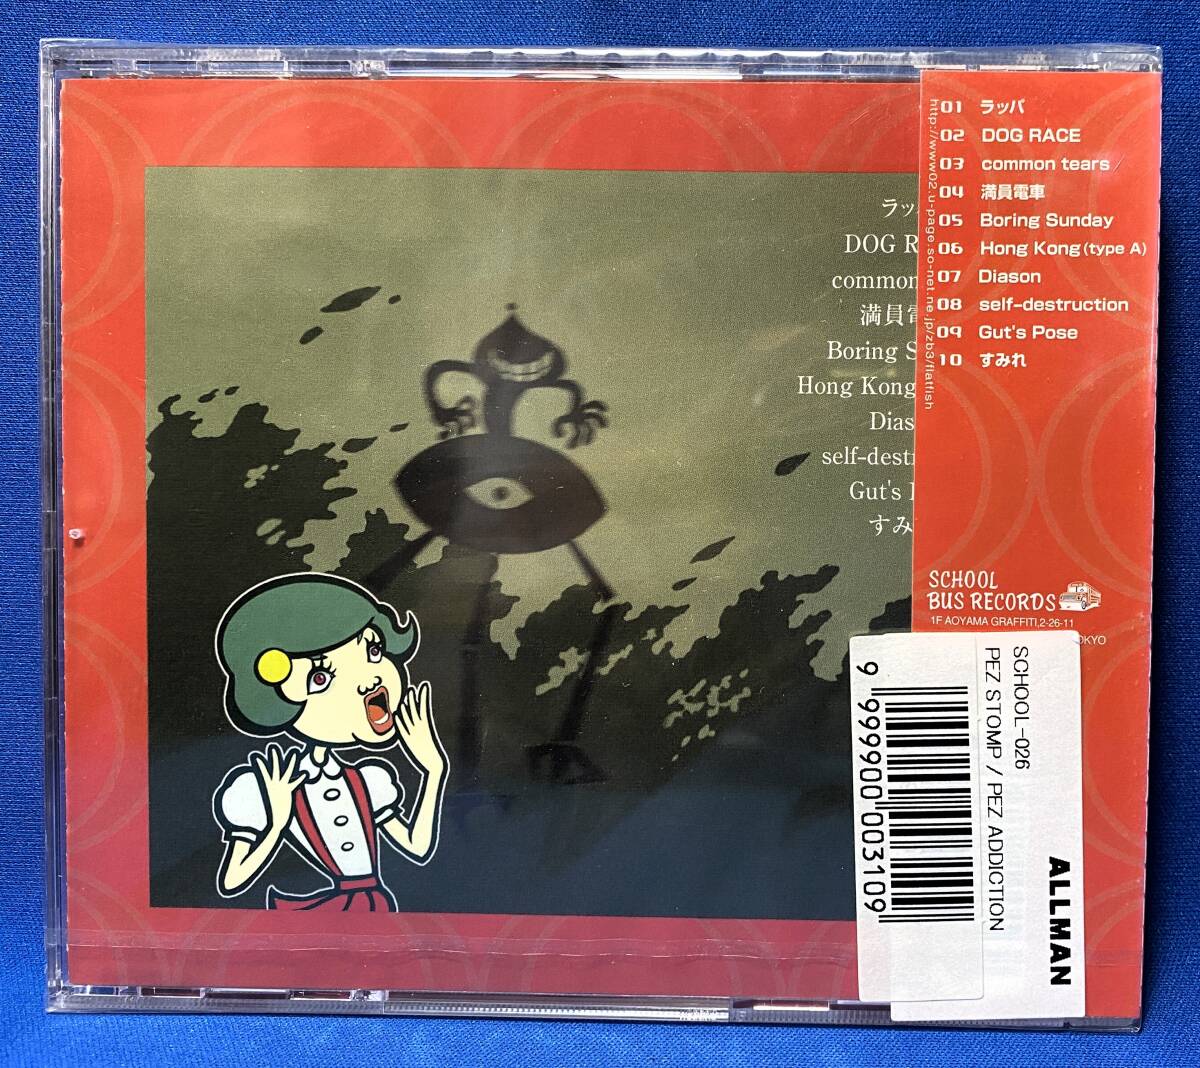 ラッ
DOG R
common
満員電
Boring S
Hong Kong
Dias
self-dest
Gut's
すみ
01 ラッパ
02 DOG RACE
03 common tears
04 満員電車
05 Boring Sunday
06 Hong Kong (type A)
07 Diason
08 self-destruction
09 Gut's Pose
10 すみれ
http://www02.u-page.so-net.ne.jp/zb3/flatfish
SCHOOL
BUS RECORDS
1F AOYAMA GRAFFITI,2-26-11
OKYO
SCHOOL-026
PEZ STOMP / PEZ ADDICTION
9 999900 003109
ALLMAN